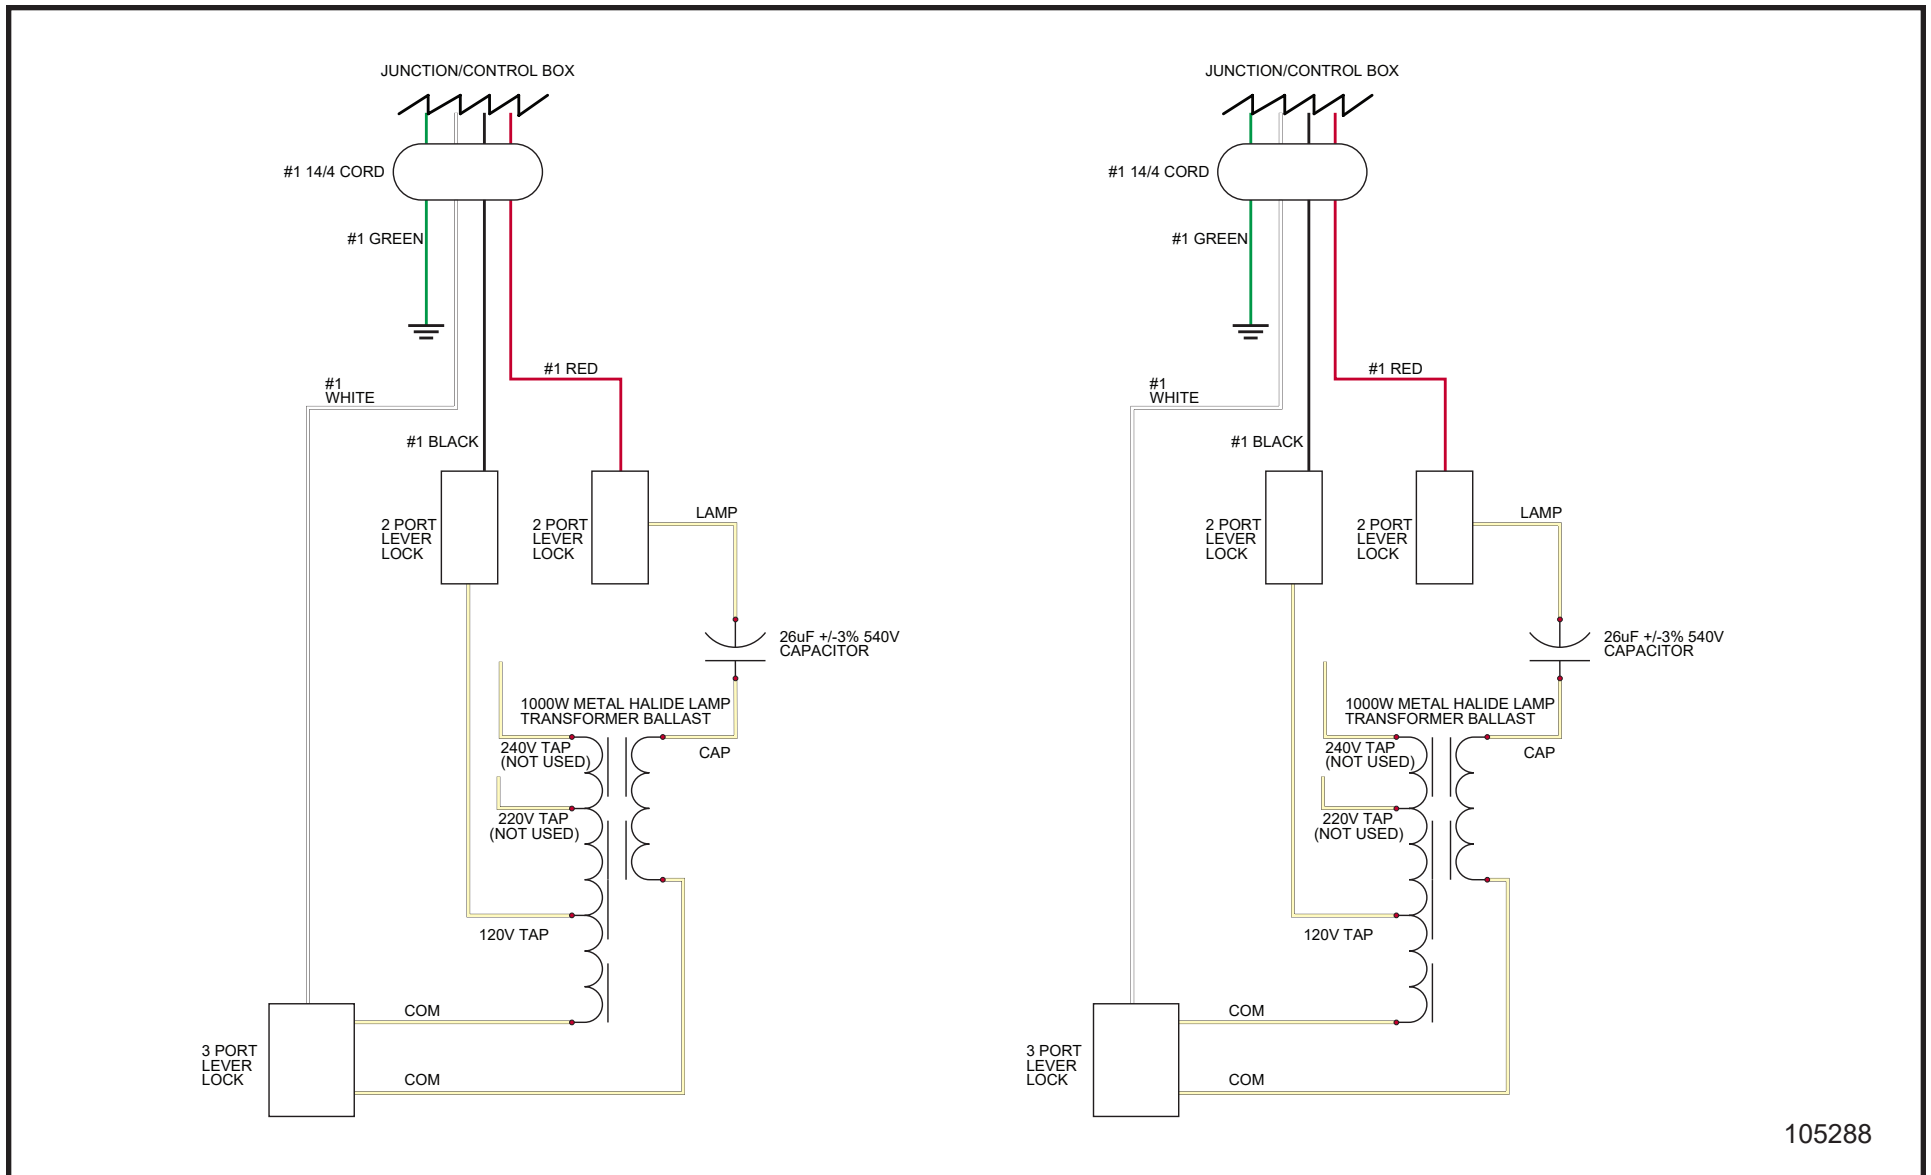 JUNCTION/CONTROL BOX
#1 14/4 CORD
#1 GREEN
#1 RED
#1
WHITE
#1 BLACK
2 PORT
LEVER
LOCK
2 PORT
LEVER
LOCK
LAMP
26uF +/-3% 540V
CAPACITOR
1000W METAL HALIDE LAMP
TRANSFORMER BALLAST
240V TAP
(NOT USED)
CAP
220V TAP
(NOT USED)
120V TAP
COM
3 PORT
LEVER
LOCK
COM
JUNCTION/CONTROL BOX
#1 14/4 CORD
#1 GREEN
#1 RED
#1
WHITE
#1 BLACK
2 PORT
LEVER
LOCK
2 PORT
LEVER
LOCK
LAMP
26uF +/-3% 540V
CAPACITOR
1000W METAL HALIDE LAMP
TRANSFORMER BALLAST
240V TAP
(NOT USED)
CAP
220V TAP
(NOT USED)
120V TAP
COM
3 PORT
LEVER
LOCK
COM
105288